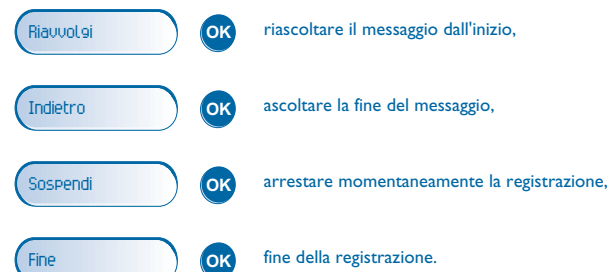 Riavvolgi OK riascoltare il messaggio dall'inizio,
Indietro OK ascoltare la fine del messaggio,
Sospendi OK arrestare momentaneamente la registrazione,
Fine OK fine della registrazione.